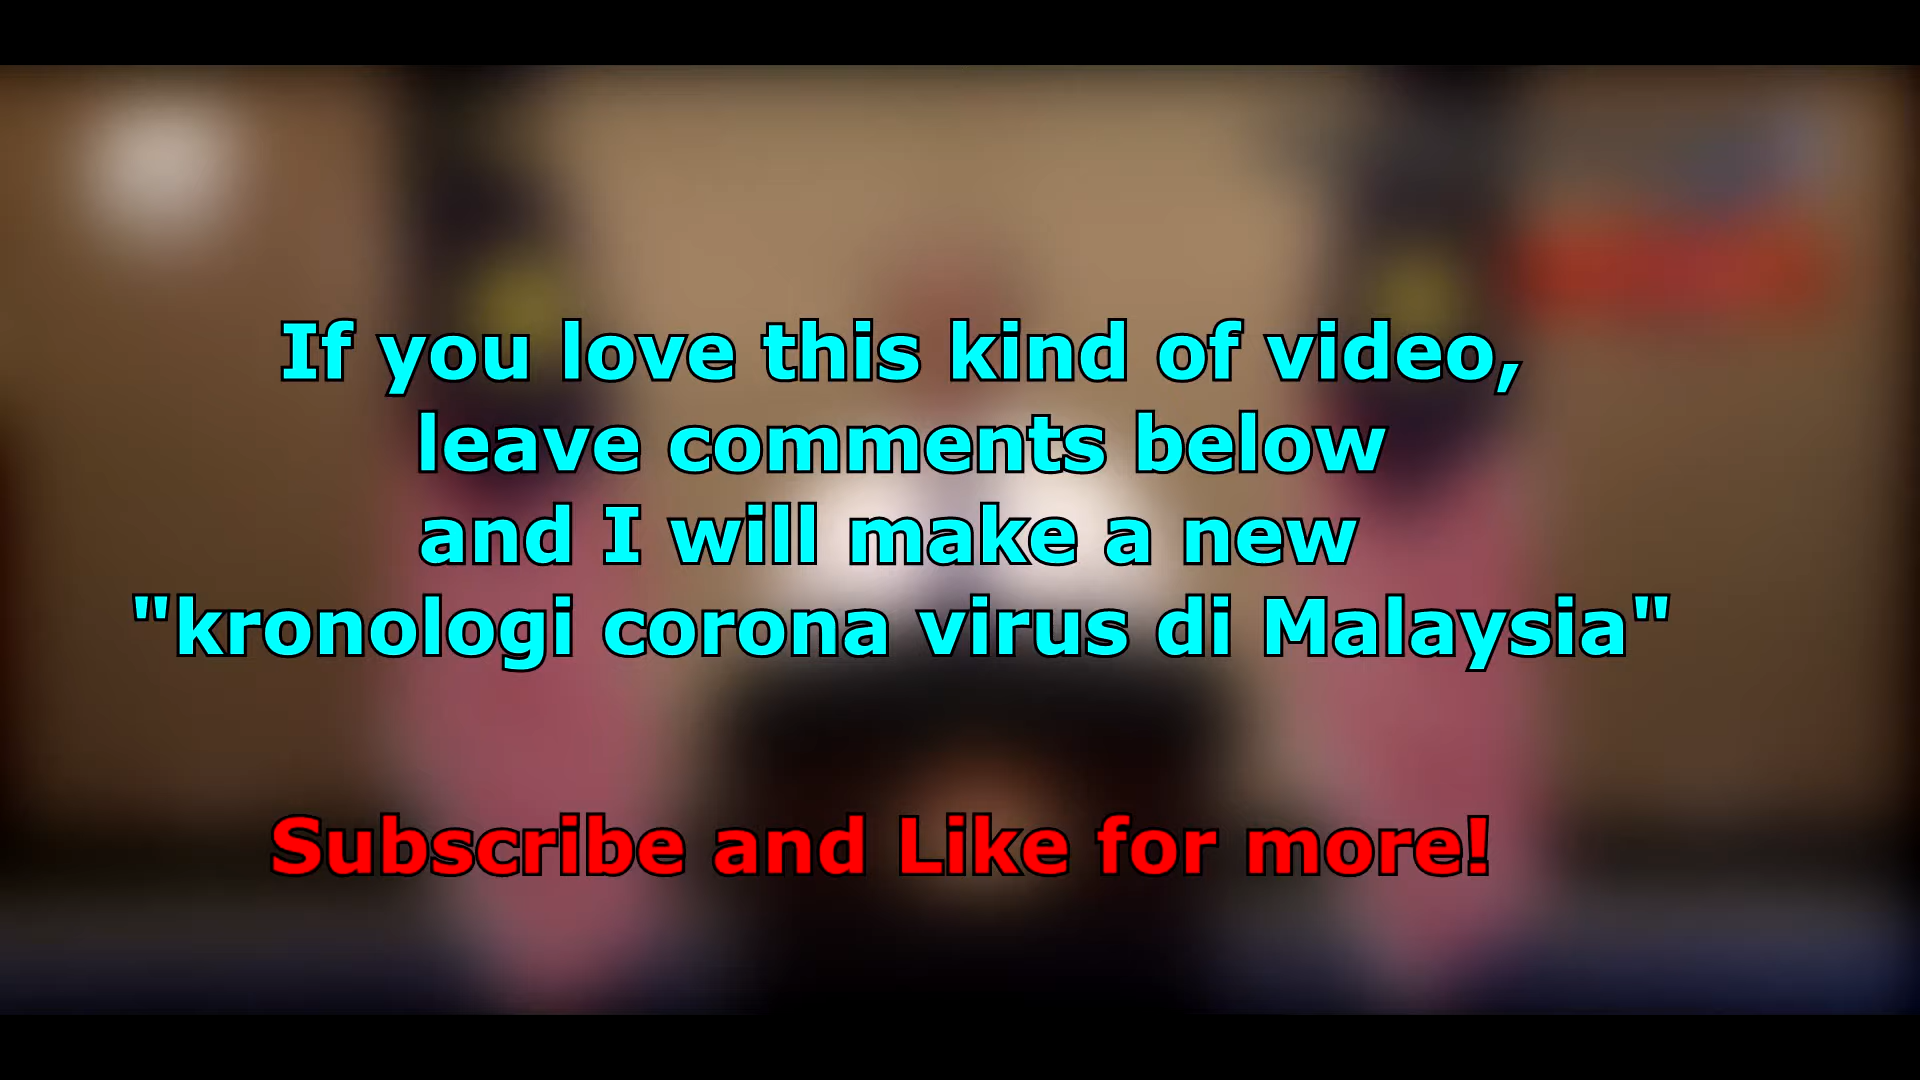 If you love this kind of video,
leave comments below
and I will make a new
"kronologi corona virus di Malaysia"
Subscribe and Like for more!